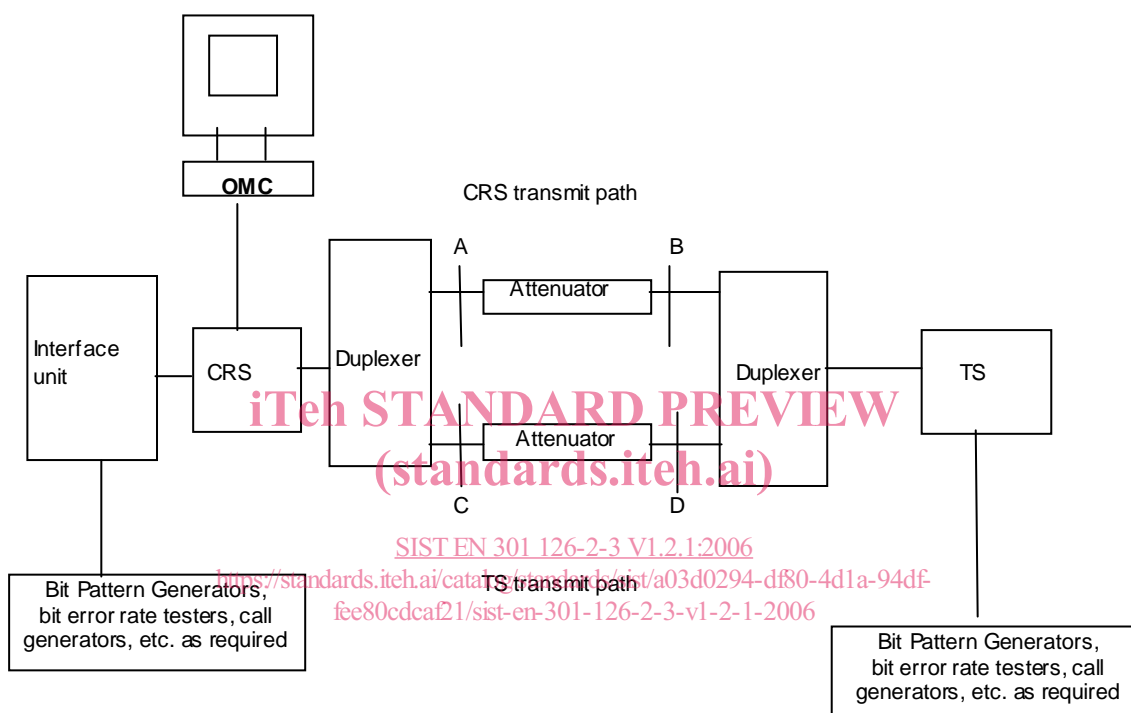 OMC
CRS transmit path
A
B
Attenuator
Interface
unit
CRS
Duplexer
Duplexer
TS
iTeh STANDARD PREVIEW
Attenuator
(standards.iteh.ai)
C
D
SIST EN 301 126-2-3 V1.2.1:2006
https://standards.iteh.ai/catalog/standards/sist/a03d0294-df80-4d1a-94df-
TS transmit path
fee80cdcaf21/sist-en-301-126-2-3-v1-2-1-2006
Bit Pattern Generators,
bit error rate testers, call
generators, etc. as required
Bit Pattern Generators,
bit error rate testers, call
generators, etc. as required